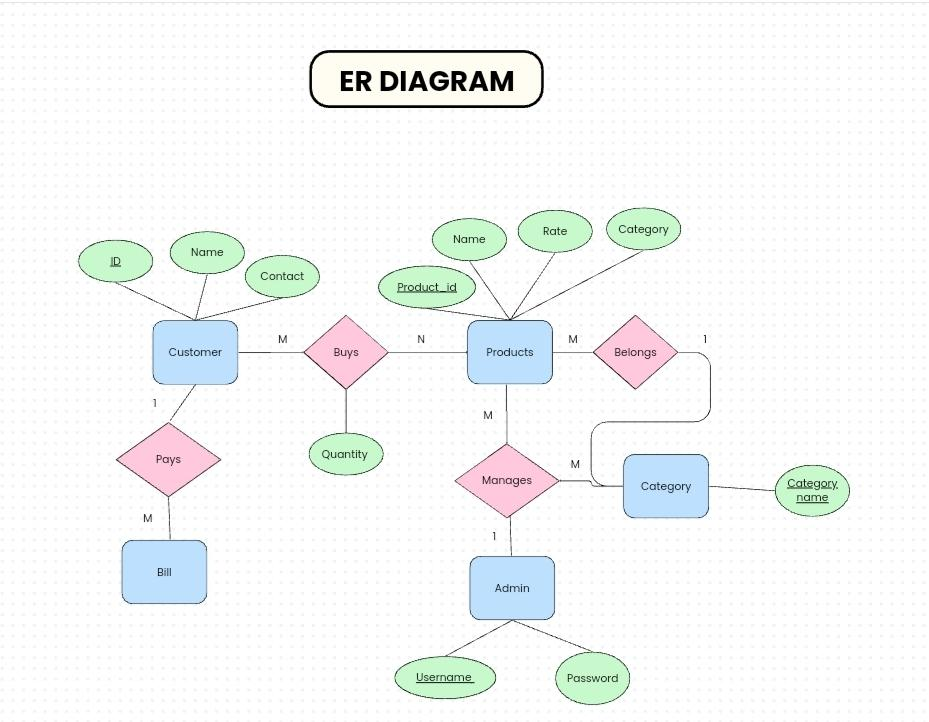 ER DIAGRAM
Name
Rate
Category
ID
Name
Contact
Product_id
Customer
M
Buys
N
Products
M
Belongs
1
1
M
Pays
Quantity
Manages
M
Category
Category
name
M
1
Bill
Admin
Username
Password